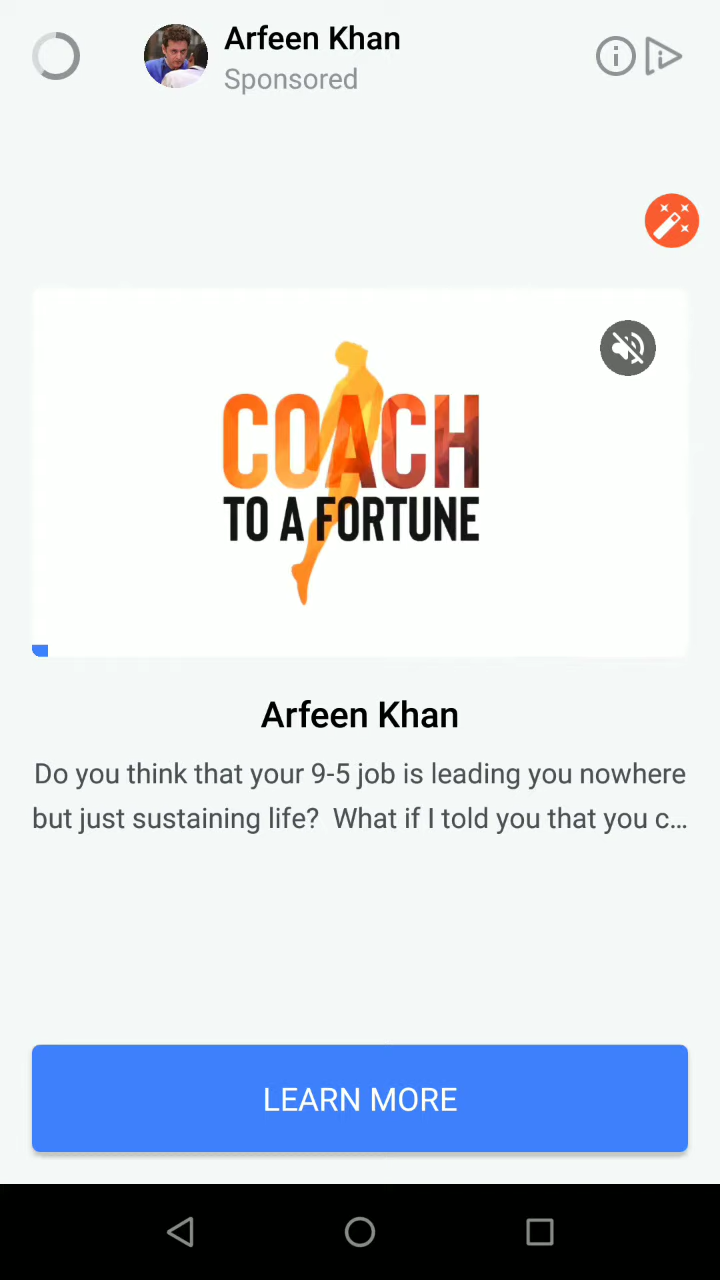 Arfeen Khan
Sponsored
COACH
TO A FORTUNE
Arfeen Khan
Do you think that your 9-5 job is leading you nowhere
but just sustaining life?  What if I told you that you c...
LEARN MORE